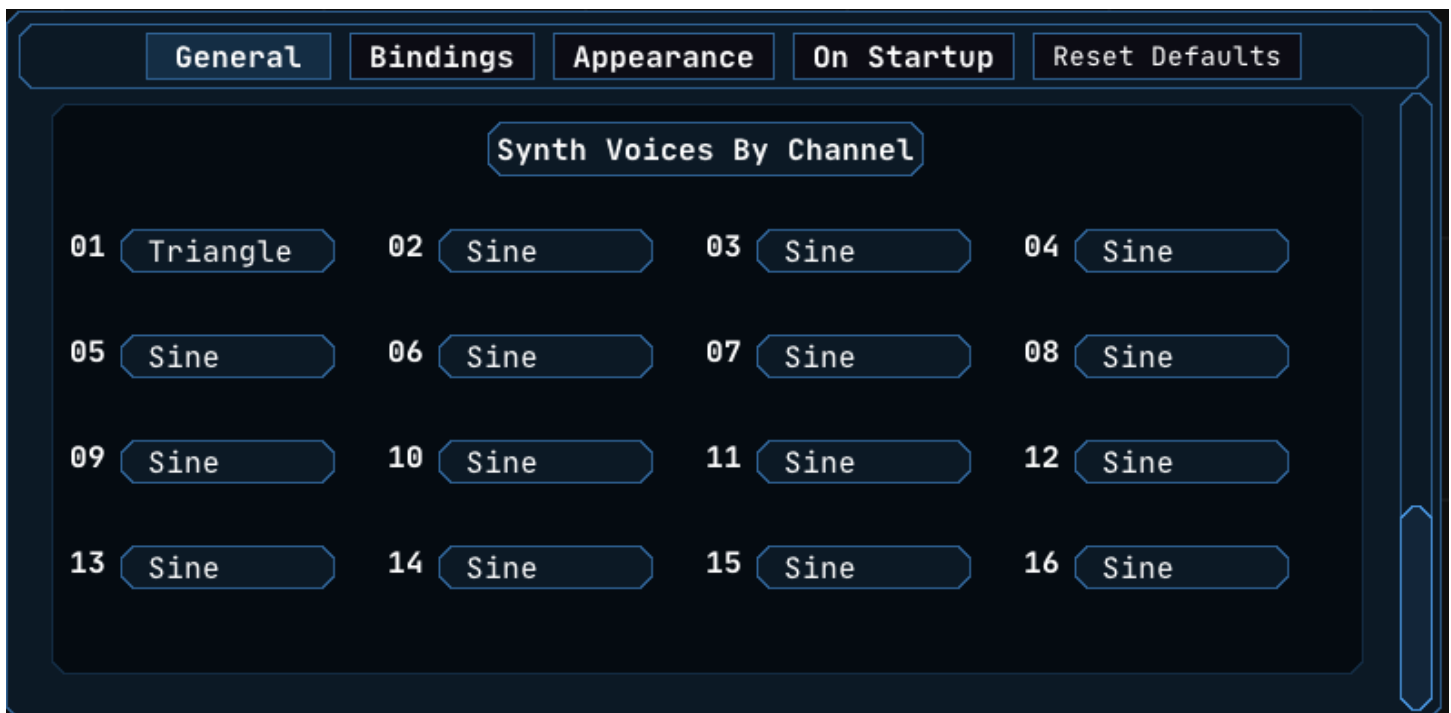 General Bindings Appearance On Startup Reset Defaults
Synth Voices By Channel
01 Triangle 02 Sine 03 Sine 04 Sine
05 Sine 06 Sine 07 Sine 08 Sine
09 Sine 10 Sine 11 Sine 12 Sine
13 Sine 14 Sine 15 Sine 16 Sine